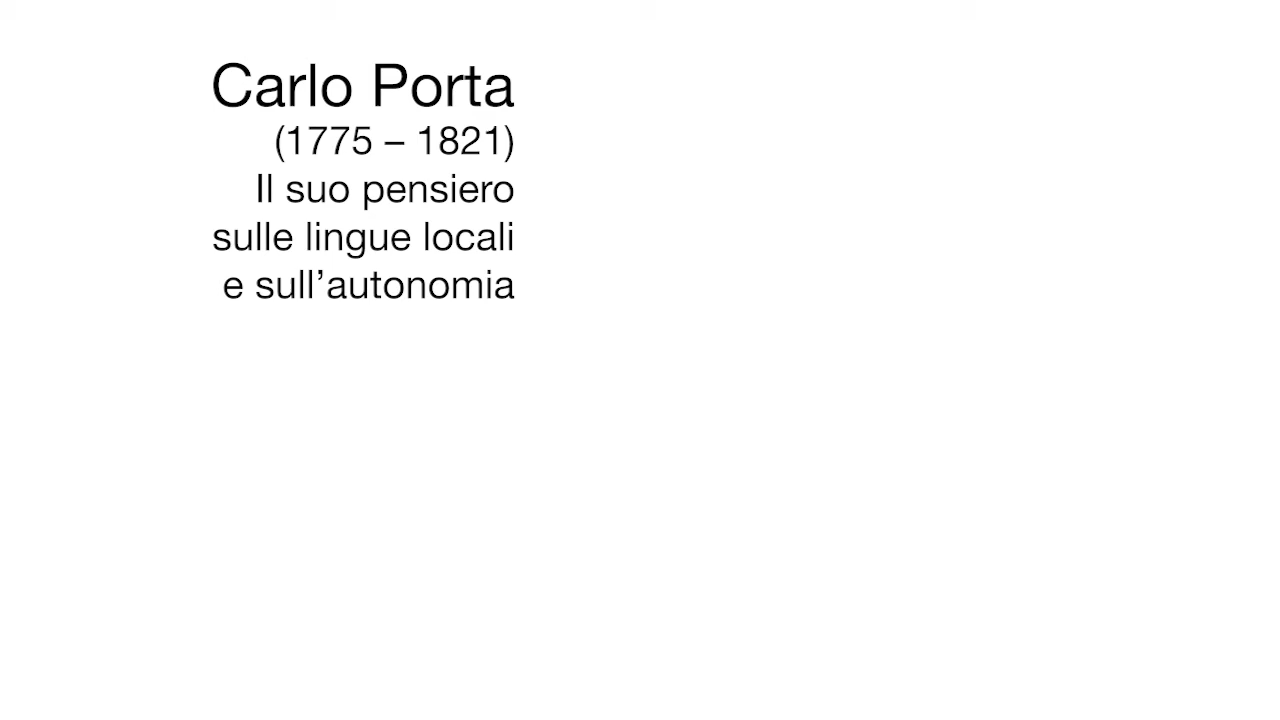 Carlo Porta
(1775 – 1821)
Il suo pensiero
sulle lingue locali
e sull’autonomia